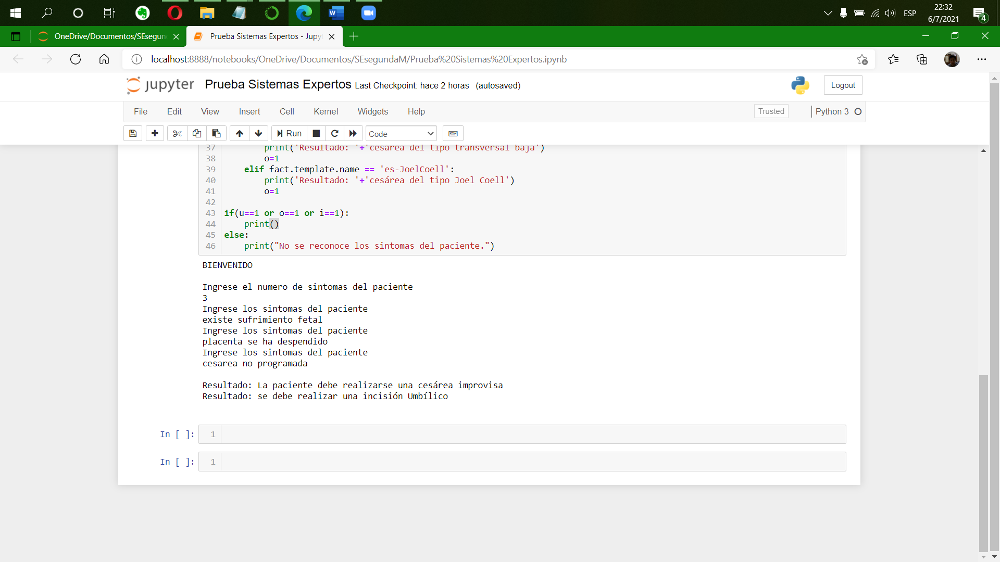 ESP
22:32
6/7/2021
4
OneDrive/Documentos/SEsegun
Prueba Sistemas Expertos - Jupyt
localhost:8888/notebooks/OneDrive/Documentos/SEsegundaM/Prueba%20Sistemas%20Expertos.ipynb
jupyter Prueba Sistemas Expertos Last Checkpoint: hace 2 horas (autosaved)
Logout
File Edit View Insert Cell Kernel Widgets Help
Trusted
Python 3
Run
Code
37 print('Resultado: '+'cesárea del tipo transversal baja')
38 o=1
39 elif fact.template.name == 'es-JoelCoell':
40 print('Resultado: '+'cesárea del tipo Joel Coell')
41 o=1
42
43 if(u==1 or o==1 or i==1):
44 print()
45 else:
46 print("No se reconoce los sintomas del paciente.")
BIENVENIDO
Ingrese el numero de sintomas del paciente
3
Ingrese los sintomas del paciente
existe sufrimiento fetal
Ingrese los sintomas del paciente
placenta se ha despendido
Ingrese los sintomas del paciente
cesarea no programada
Resultado: La paciente debe realizarse una cesárea improvisa
Resultado: se debe realizar una incisión Umbílico
In [ ]: 1
In [ ]: 1